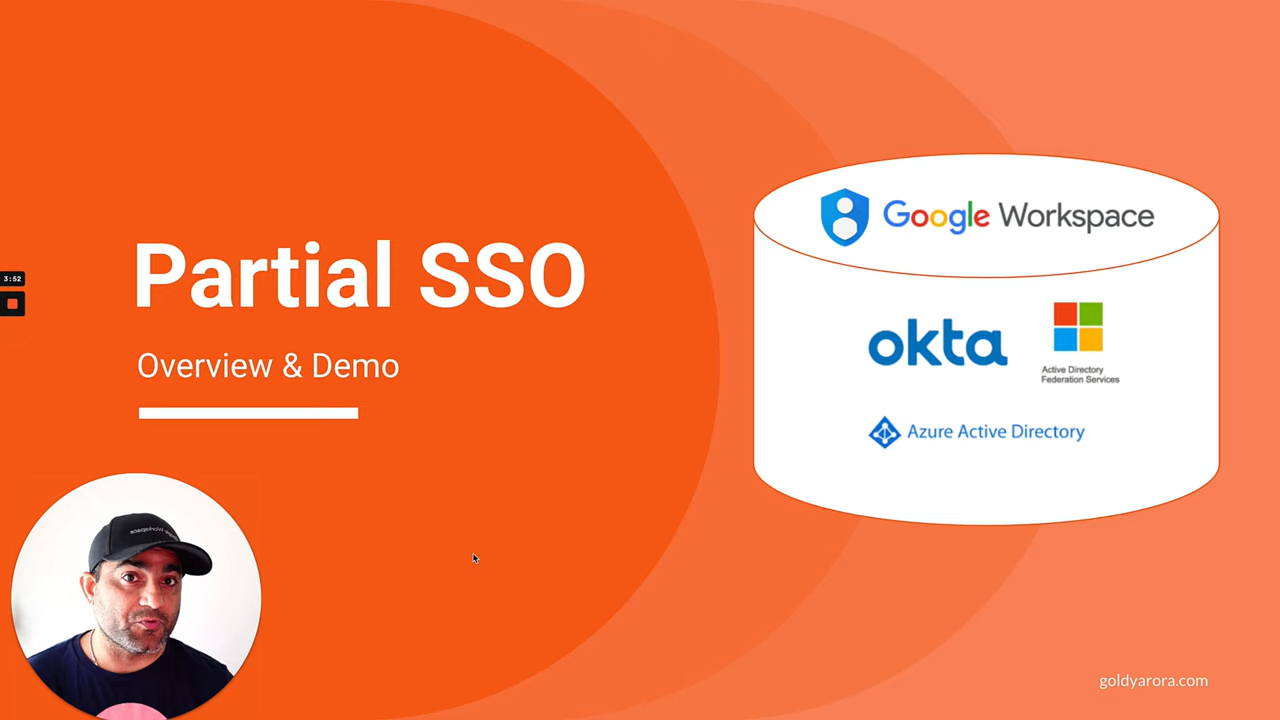 Partial SSO
Overview & Demo
3:52
Google Workspace
okta
Active Directory
Federation Services
Azure Active Directory
goldyarora.com